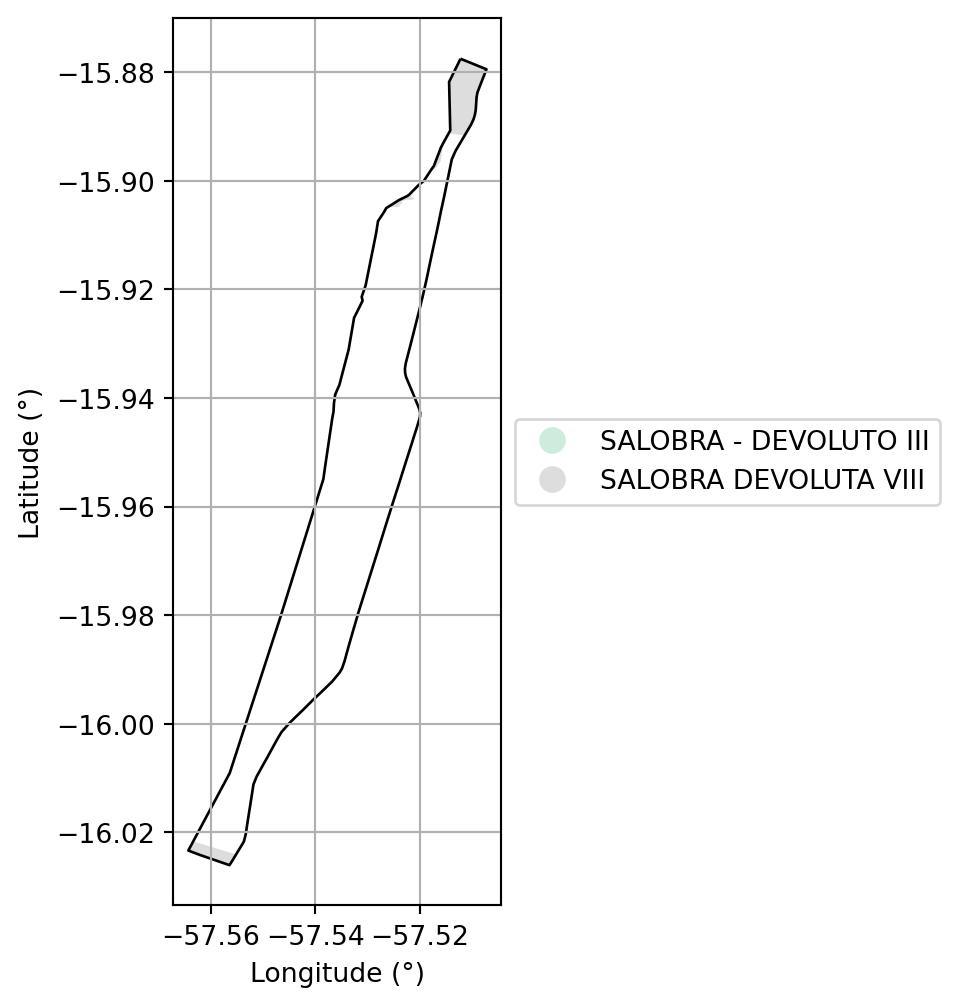 −15.88
−15.90
−15.92
−15.94
−15.96
−15.98
−16.00
−16.02
Latitude (°)
−57.56 −57.54 −57.52
Longitude (°)
SALOBRA - DEVOLUTO III
SALOBRA DEVOLUTA VIII